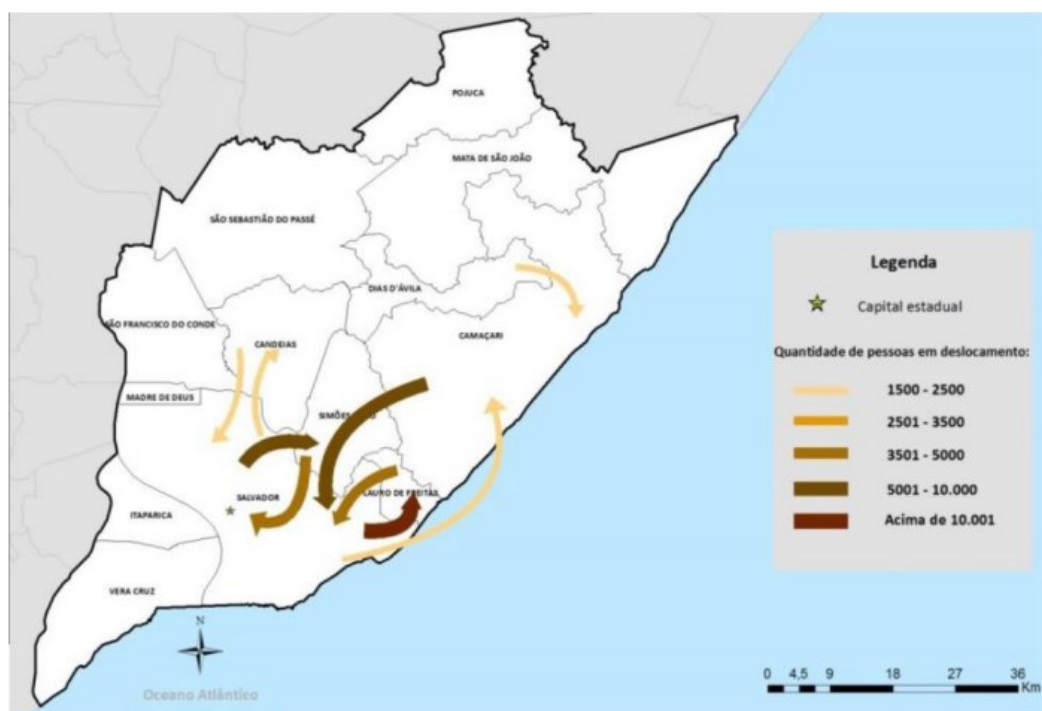 POJUCA
MATA DE SÃO JOÃO
SÃO SEBASTIÃO DO PASSÉ
DIAS D'ÁVILA
SÃO FRANCISCO DO CONDE
CANDEIAS
CAMAÇARI
MADRE DE DEUS
SIMÕES
SALVADOR
LAURO DE FREITAS
ITAPARICA
VERA CRUZ
N
Oceano Atlântico
Legenda
Capital estadual
Quantidade de pessoas em deslocamento:
1500 - 2500
2501 - 3500
3501 - 5000
5001 - 10.000
Acima de 10.001
0 4,5 9 18 27 36
Km